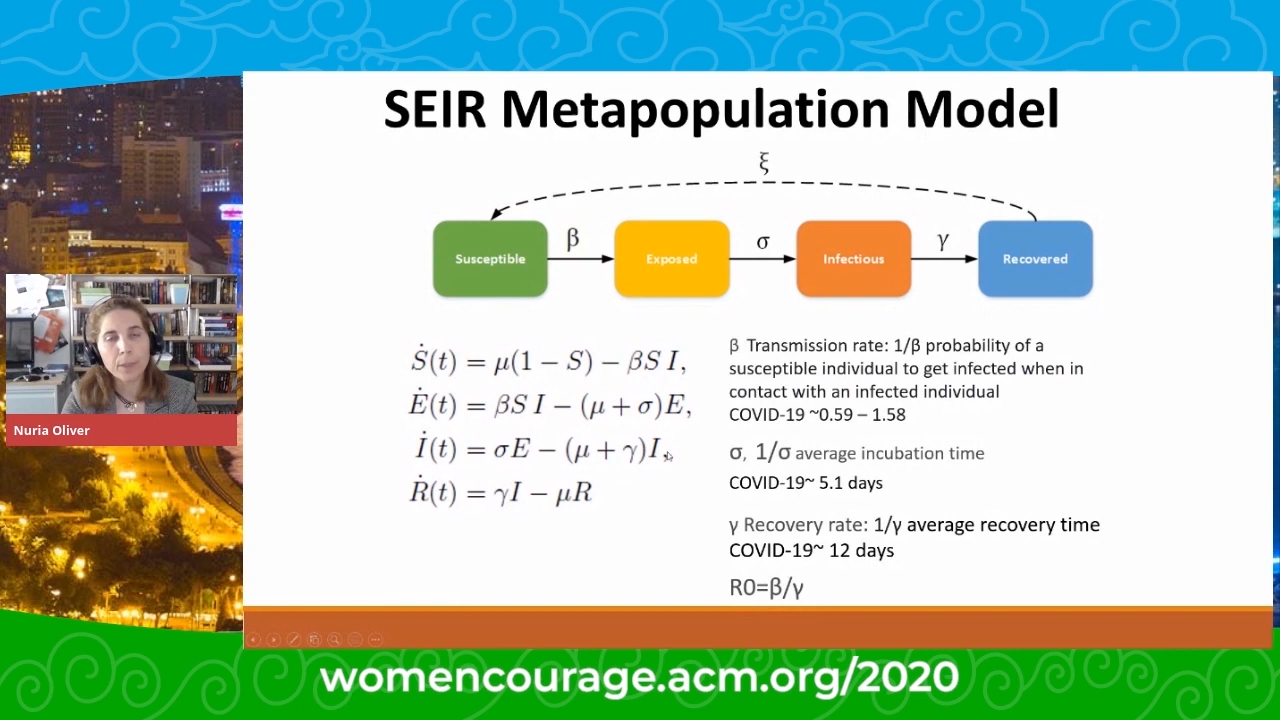 SEIR Metapopulation Model
ξ
β
σ
γ
Susceptible
Exposed
Infectious
Recovered
Ṡ(t) = μ(1 − S) − βS I,
Ė(t) = βS I − (μ + σ)E,
İ(t) = σE − (μ + γ)I,
Ṙ(t) = γI − μR
β Transmission rate: 1/β probability of a
susceptible individual to get infected when in
contact with an infected individual
COVID-19 ~0.59 – 1.58
σ, 1/σ average incubation time
COVID-19~ 5.1 days
γ Recovery rate: 1/γ average recovery time
COVID-19~ 12 days
R0=β/γ
Nuria Oliver
womencourage.acm.org/2020